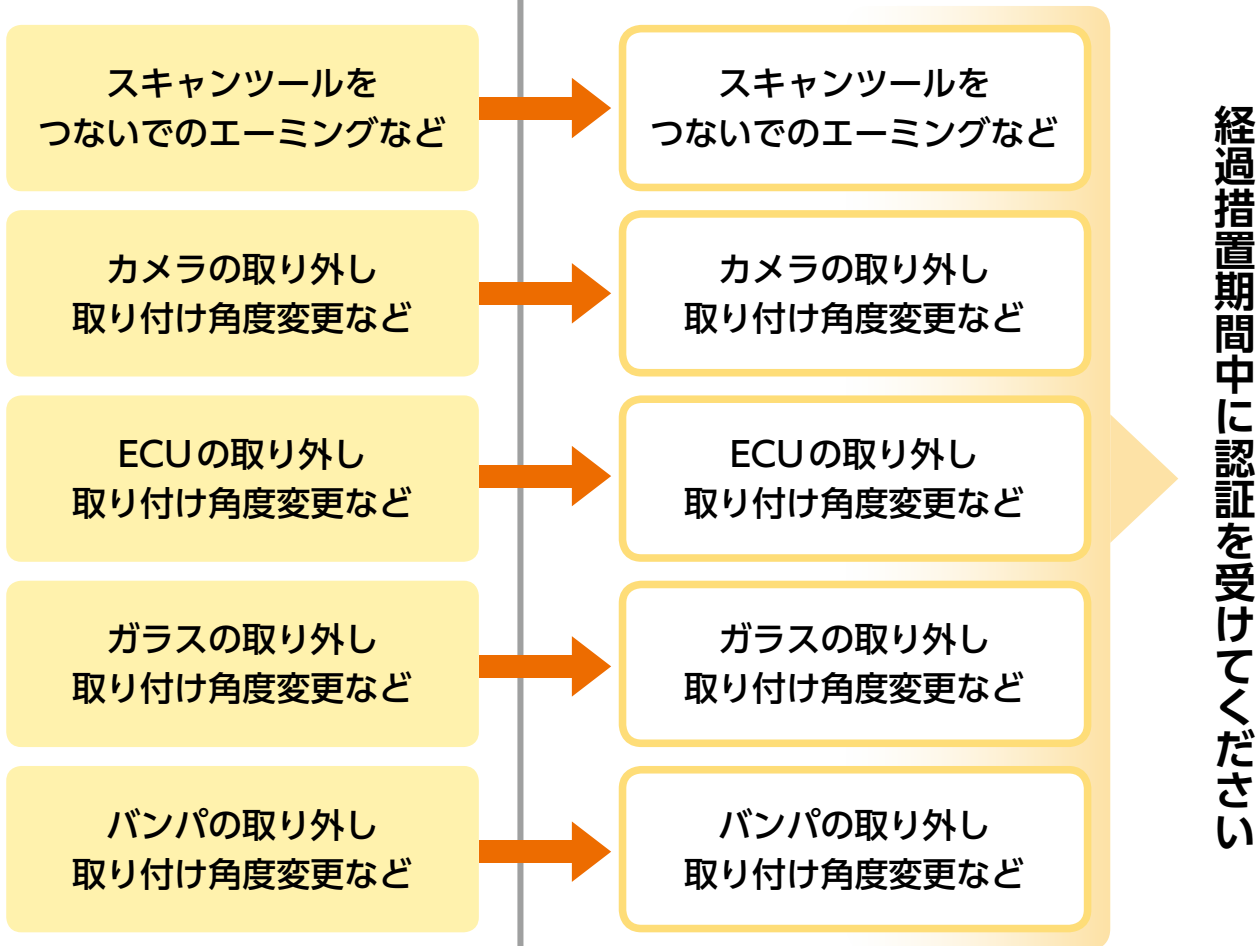 スキャンツールを
つないでのエーミングなど
スキャンツールを
つないでのエーミングなど
カメラの取り外し
取り付け角度変更など
カメラの取り外し
取り付け角度変更など
ECUの取り外し
取り付け角度変更など
ECUの取り外し
取り付け角度変更など
ガラスの取り外し
取り付け角度変更など
ガラスの取り外し
取り付け角度変更など
バンパの取り外し
取り付け角度変更など
バンパの取り外し
取り付け角度変更など
経過措置期間中に認証を受けてください